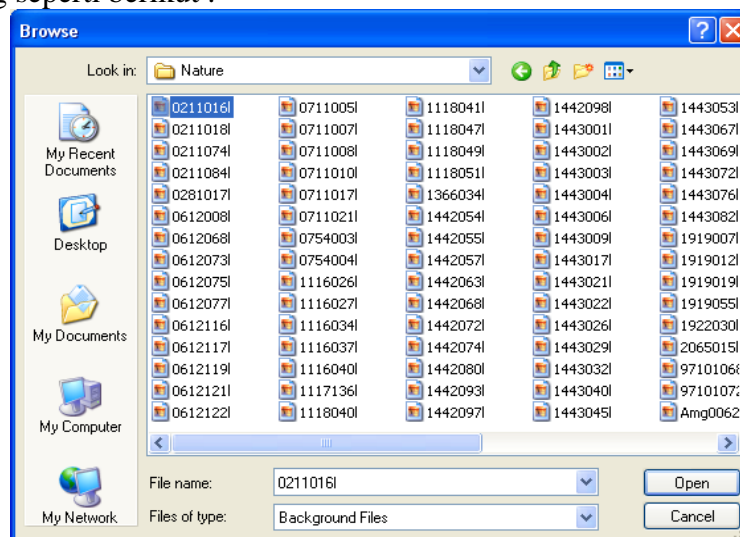 seperti berikut :
Browse
Look in: Nature
My Recent Documents
Desktop
My Documents
My Computer
My Network
0211016l 0711005l 1118041l 1442098l 1443053l
0211018l 0711007l 1118047l 1443001l 1443067l
0211074l 0711008l 1118049l 1443002l 1443069l
0211084l 0711010l 1118051l 1443003l 1443072l
0281017l 0711017l 1366034l 1443004l 1443076l
0612008l 0711021l 1442054l 1443006l 1443082l
0612068l 0754003l 1442055l 1443009l 1919007l
0612073l 0754004l 1442057l 1443017l 1919012l
0612075l 1116026l 1442063l 1443021l 1919019l
0612077l 1116027l 1442068l 1443022l 1919055l
0612116l 1116034l 1442072l 1443026l 1922030l
0612117l 1116037l 1442074l 1443029l 2065015l
0612119l 1116040l 1442080l 1443032l 9710106
0612121l 1117136l 1442093l 1443040l 9710107
0612122l 1118040l 1442097l 1443045l Amg0062
File name: 0211016l Open
Files of type: Background Files Cancel